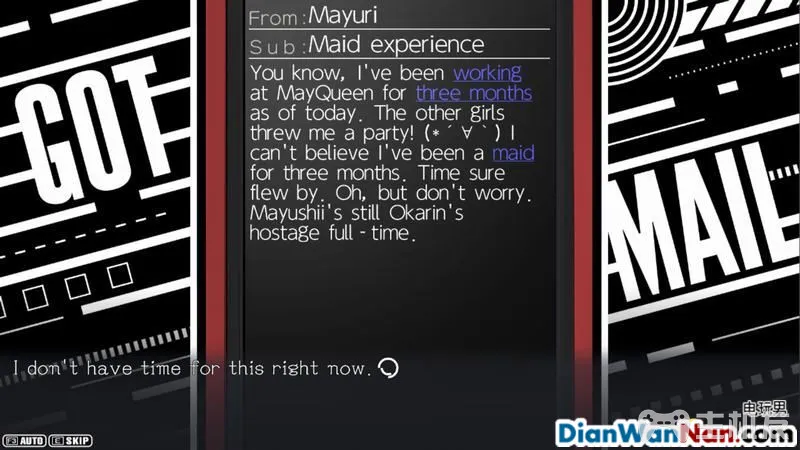 GOT
MAIL
From:Mayuri
Sub:Maid experience
You know, I've been working
at MayQueen for three months
as of today. The other girls
threw me a party! (*´∀`) I
can't believe I've been a maid
for three months. Time sure
flew by. Oh, but don't worry.
Mayushii's still Okarin's
hostage full-time.
I don't have time for this right now.
AUTO
SKIP
电玩男
DianWanNan.com